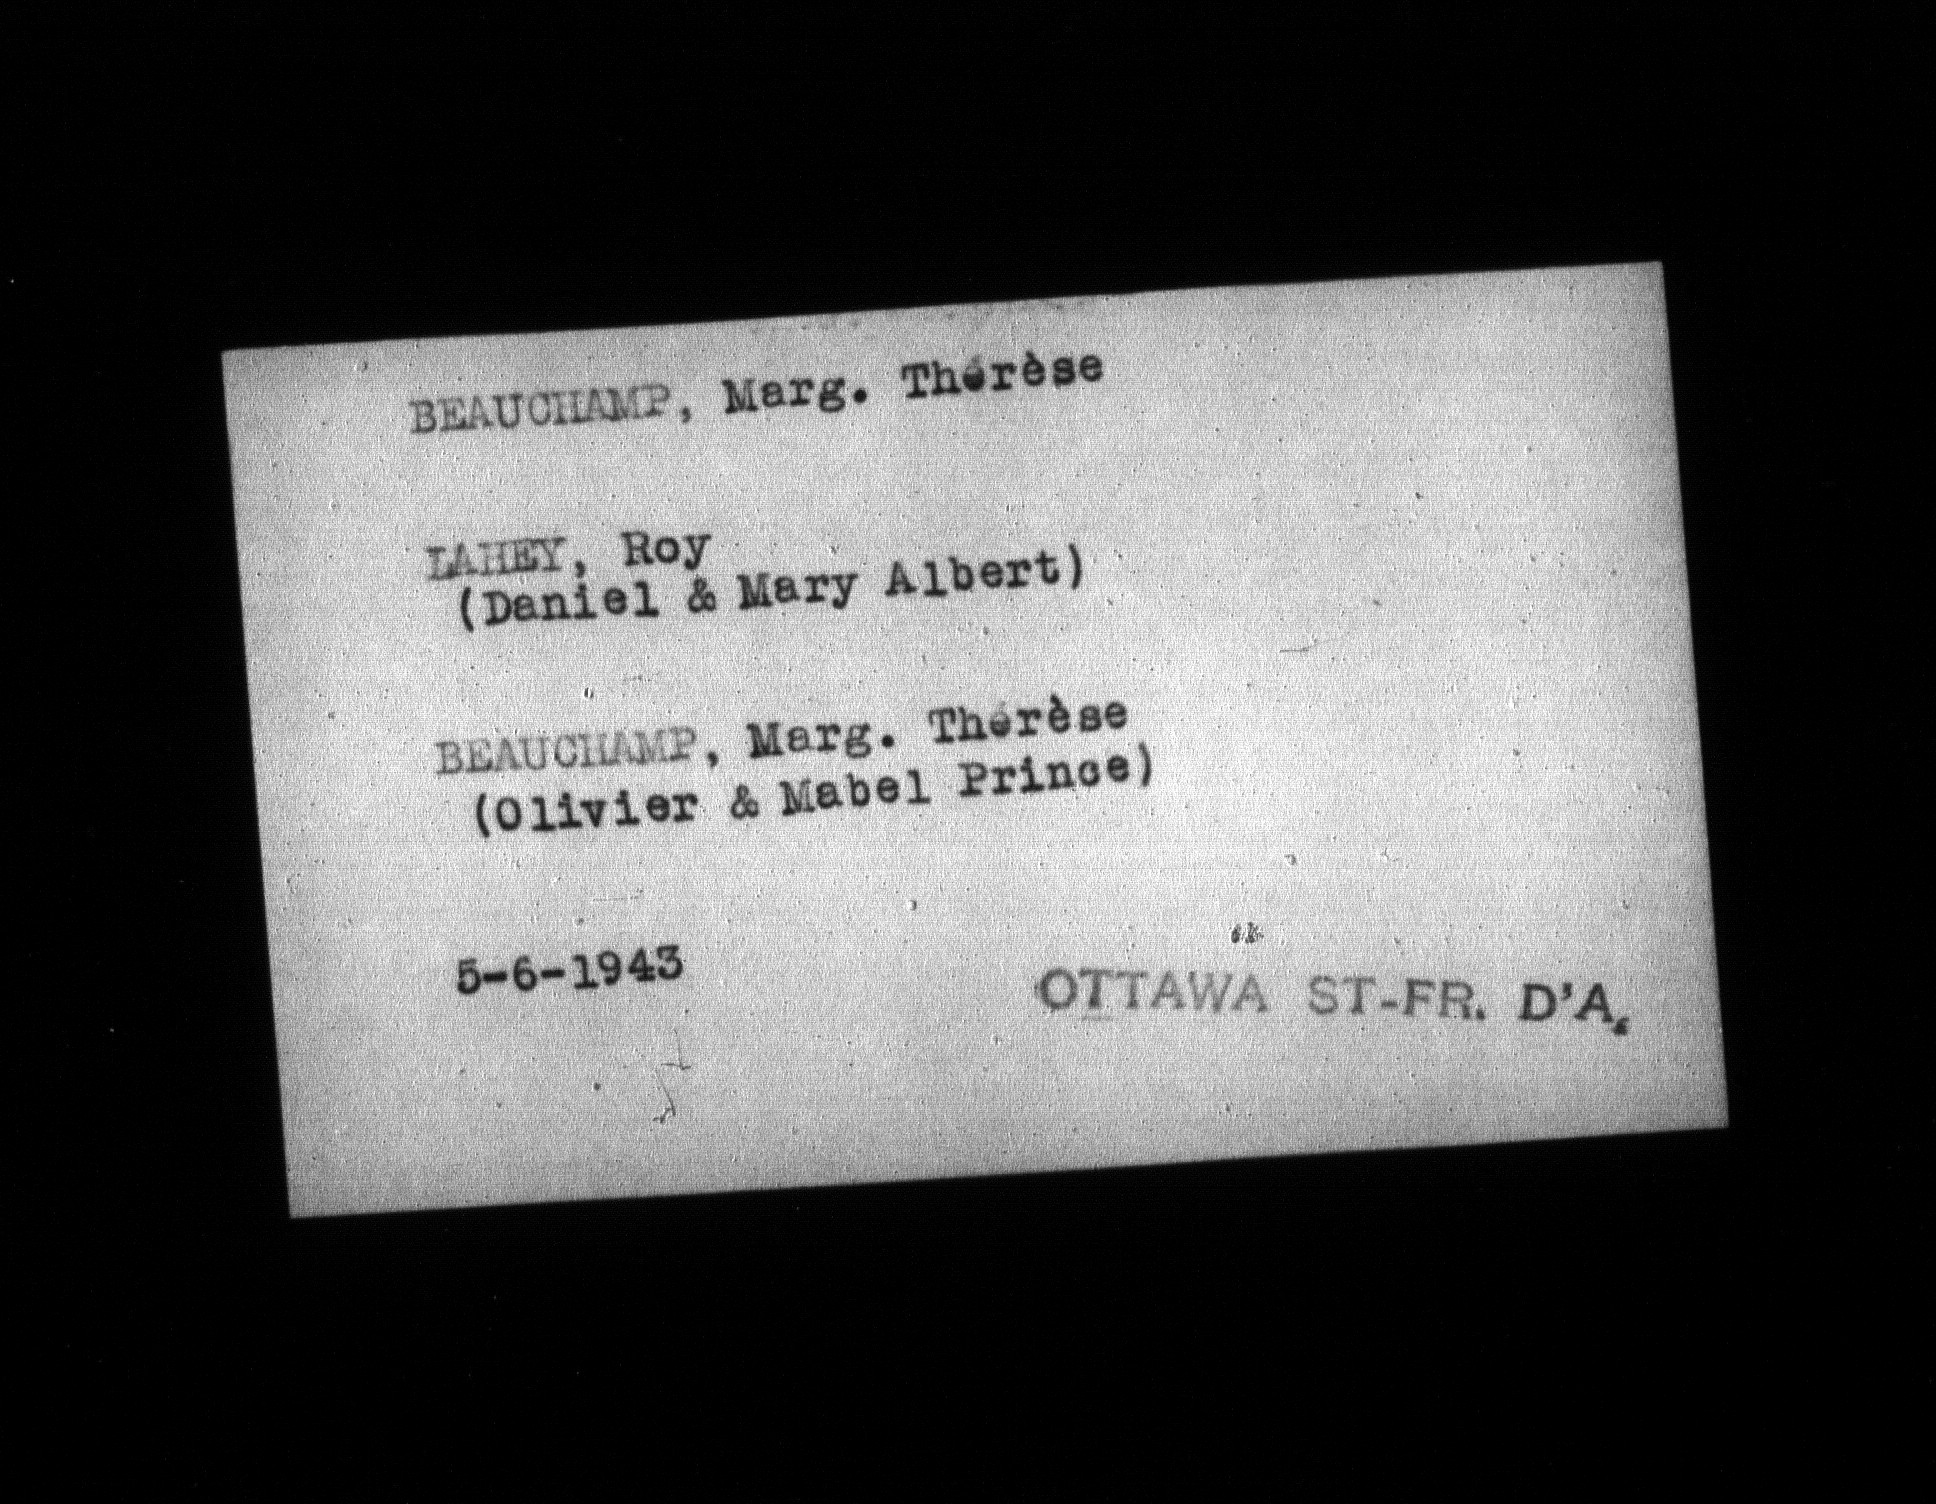 BEAUCHAMP, Marg. Thérèse
LAHEY, Roy
(Daniel & Mary Albert)
BEAUCHAMP, Marg. Thérèse
(Olivier & Mabel Prince)
5-6-1943
OTTAWA ST-FR. D'A.